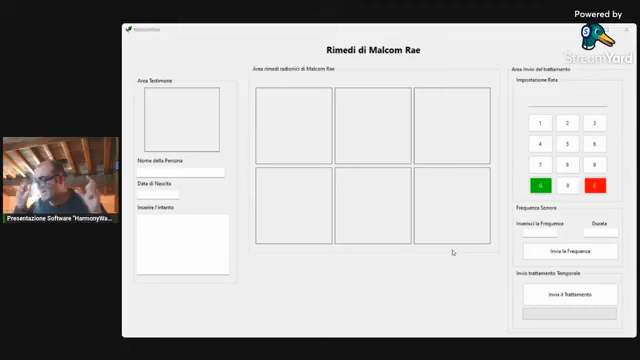 Powered by
StreamYard
Rimedi di Malcom Rae
Area rimedi radionici di Malcom Rae
Area Invio del trattamento
Area Testimone
Impostazione Rata
1 2 3
4 5 6
7 8 9
G 0 C
Nome della Persona
Data di Nascita
Inserire l'intento
Frequenza Sonora
Inserisci la Frequenza Durata
Invia la Frequenza
Invio trattamento Temporale
Invia il Trattamento
Presentazione Software "HarmonyWa...